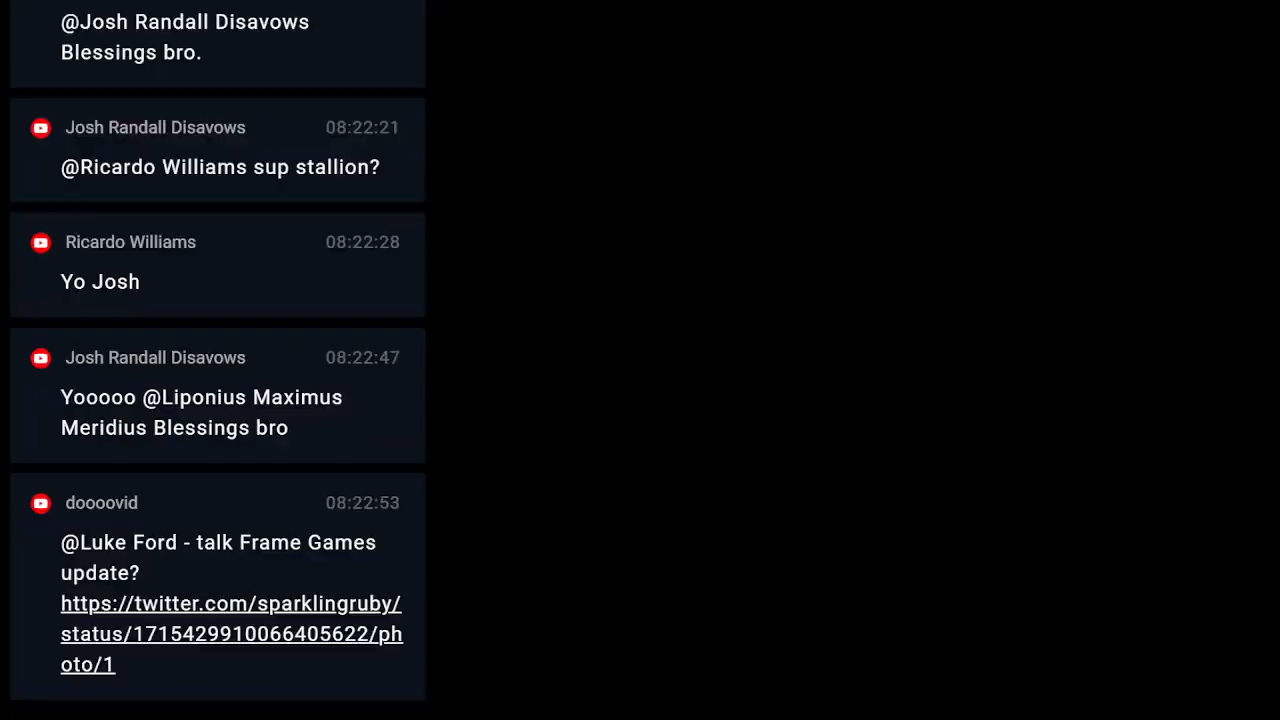 @Josh Randall Disavows
Blessings bro.
Josh Randall Disavows 08:22:21
@Ricardo Williams sup stallion?
Ricardo Williams 08:22:28
Yo Josh
Josh Randall Disavows 08:22:47
Yooooo @Liponius Maximus
Meridius Blessings bro
doooovid 08:22:53
@Luke Ford - talk Frame Games
update?
https://twitter.com/sparklingruby/
status/1715429910066405622/ph
oto/1